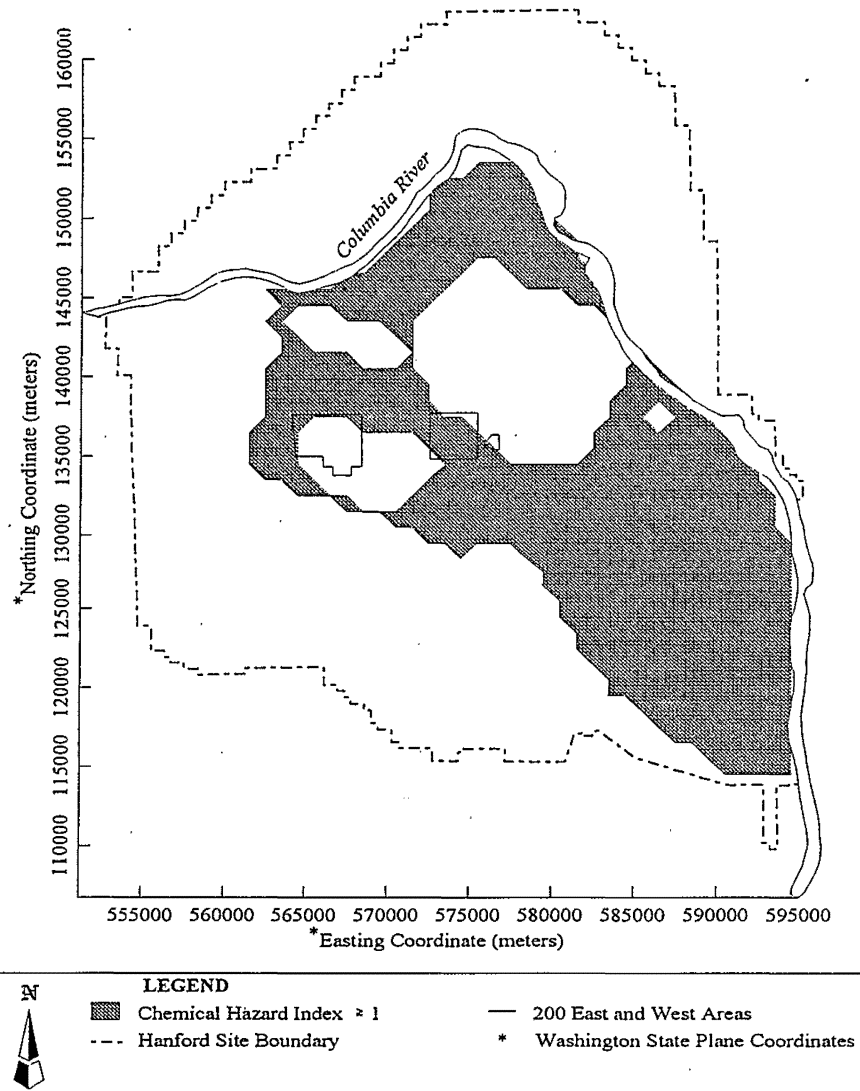 160000
155000
150000
145000
140000
135000
130000
125000
120000
115000
110000
*Northing Coordinate (meters)
Columbia River
555000 560000 565000 570000 575000 580000 585000 590000 595000
*Easting Coordinate (meters)
N
LEGEND
Chemical Hazard Index ≥ 1
200 East and West Areas
Hanford Site Boundary
* Washington State Plane Coordinates